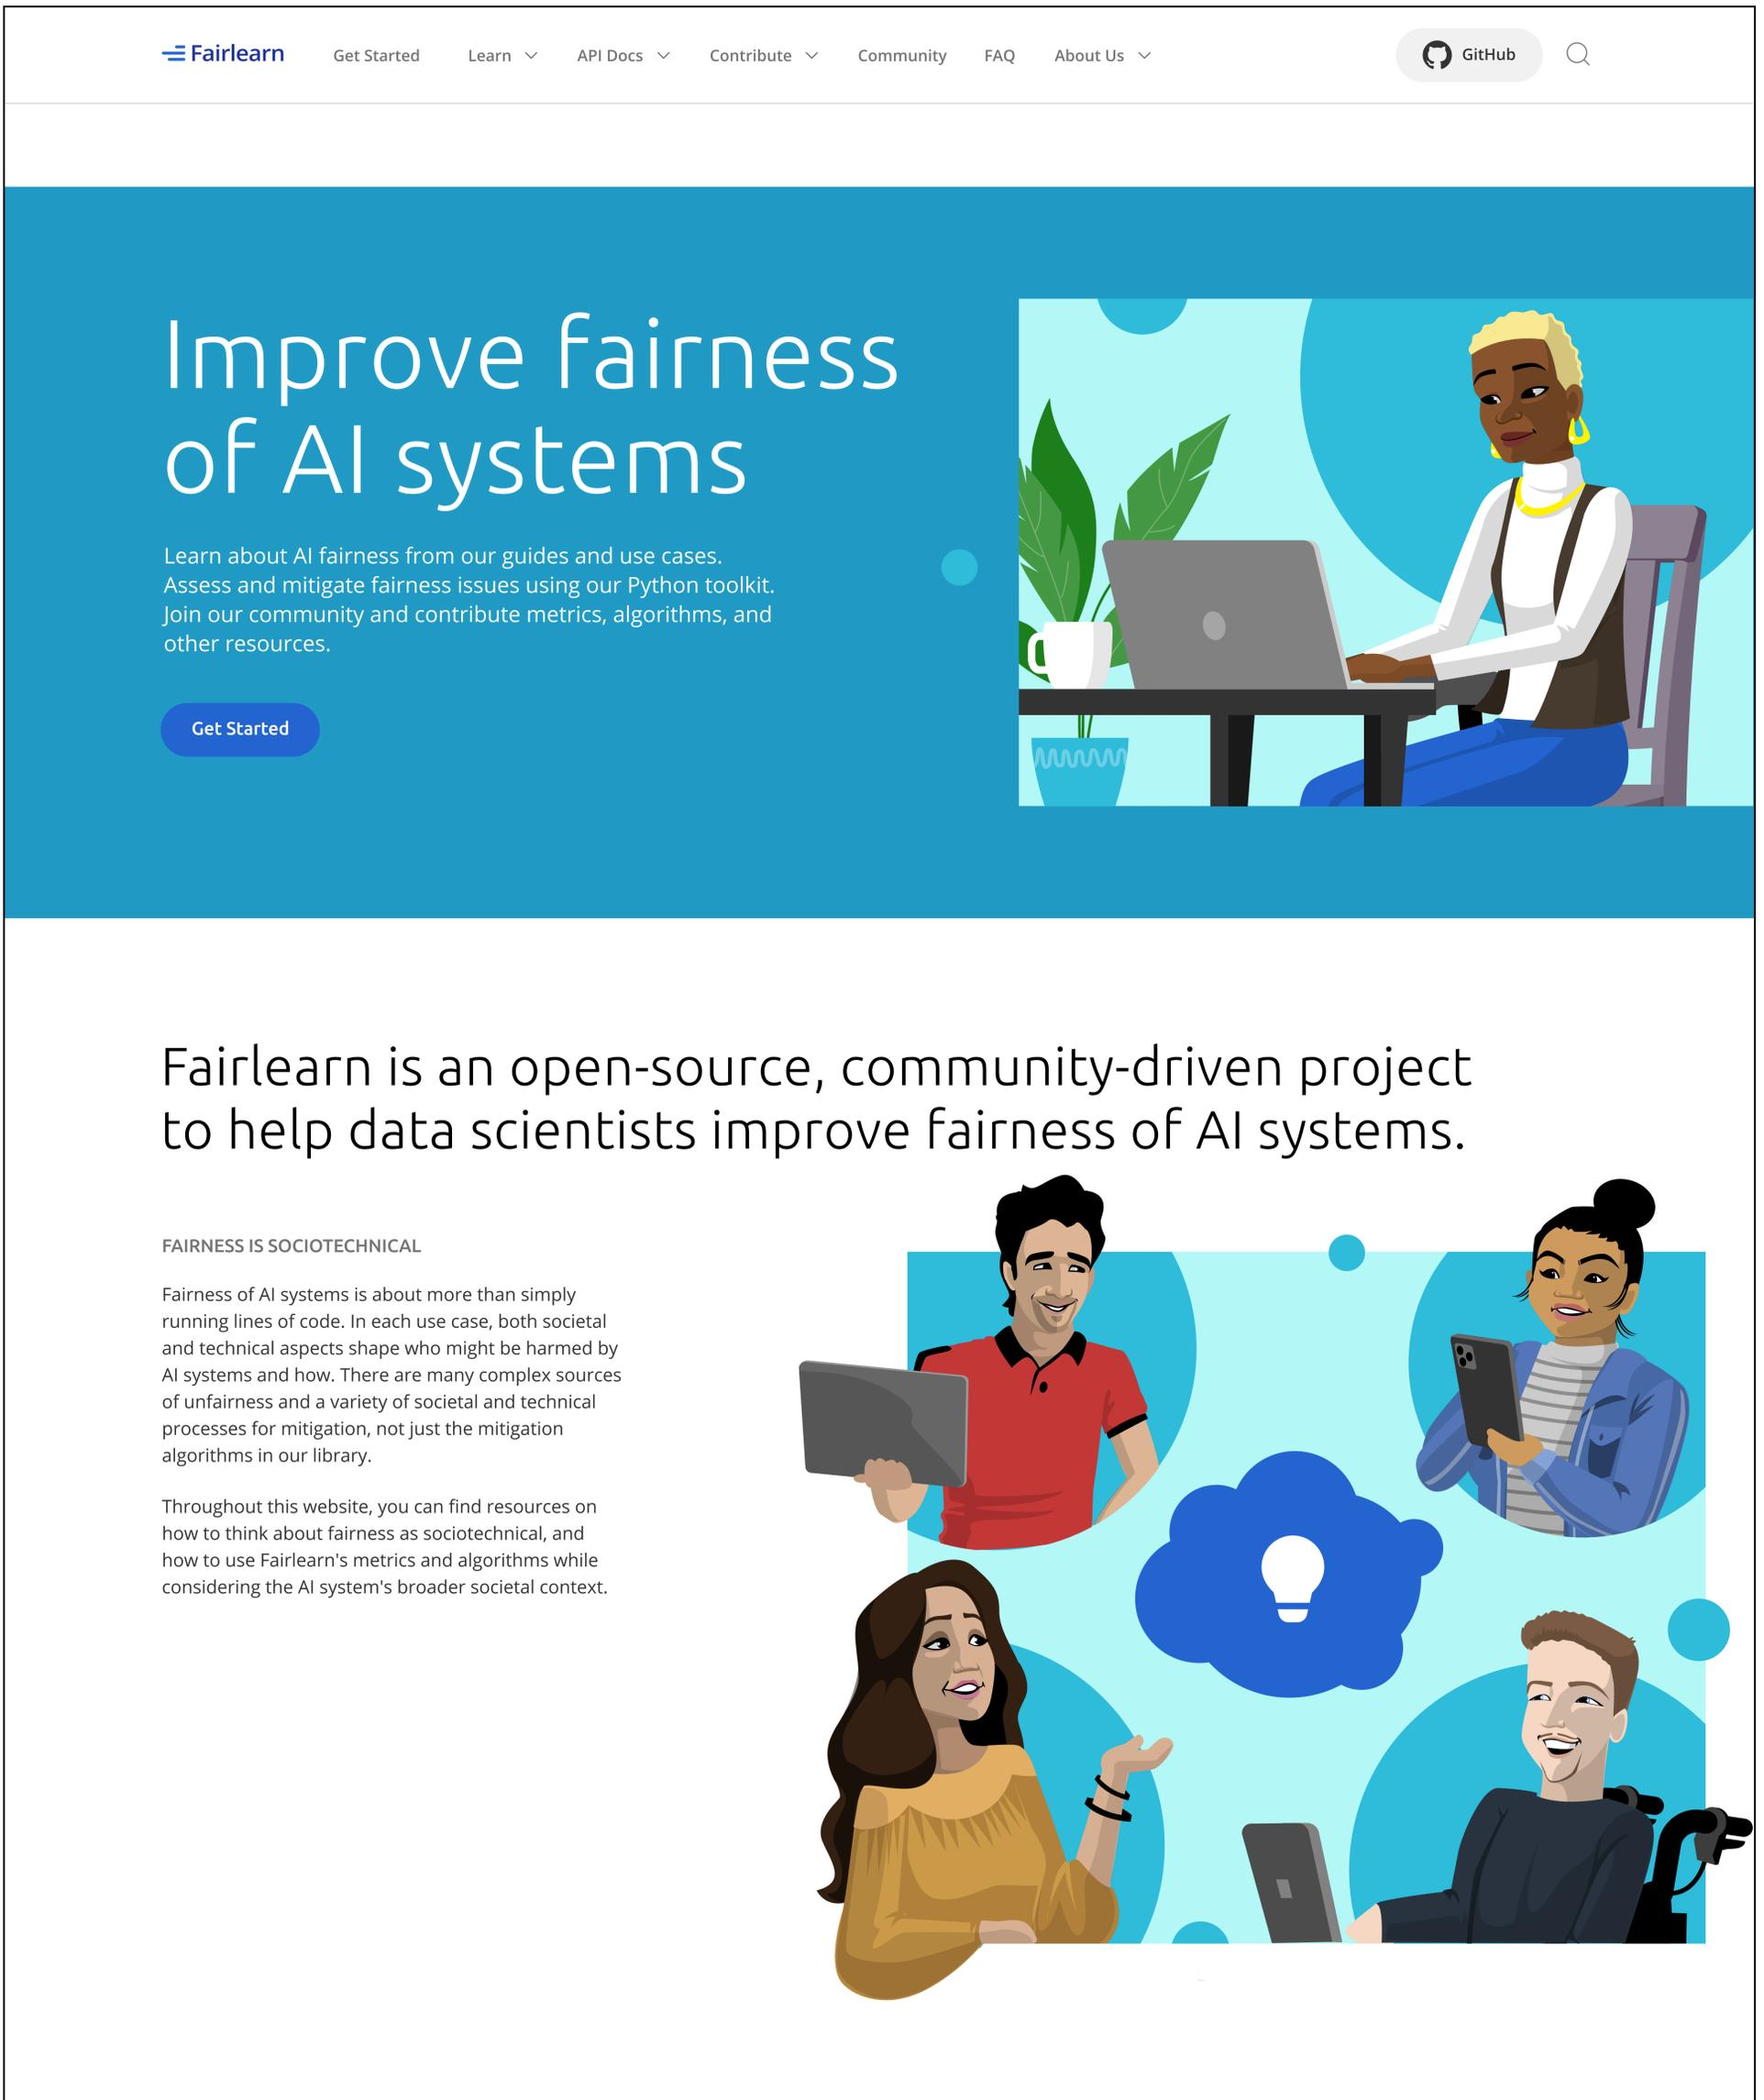 Fairlearn
Get Started
Learn
API Docs
Contribute
Community
FAQ
About Us
GitHub
Improve fairness
of AI systems
Learn about AI fairness from our guides and use cases.
Assess and mitigate fairness issues using our Python toolkit.
Join our community and contribute metrics, algorithms, and
other resources.
Get Started
Fairlearn is an open-source, community-driven project
to help data scientists improve fairness of AI systems.
FAIRNESS IS SOCIOTECHNICAL
Fairness of AI systems is about more than simply
running lines of code. In each use case, both societal
and technical aspects shape who might be harmed by
AI systems and how. There are many complex sources
of unfairness and a variety of societal and technical
processes for mitigation, not just the mitigation
algorithms in our library.
Throughout this website, you can find resources on
how to think about fairness as sociotechnical, and
how to use Fairlearn's metrics and algorithms while
considering the AI system's broader societal context.